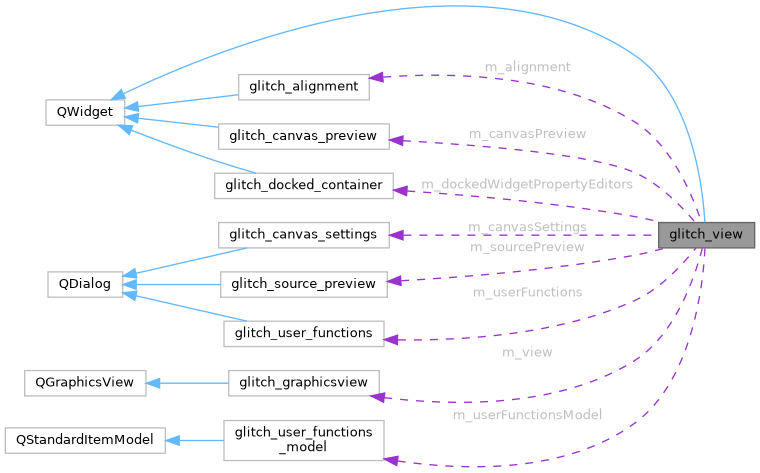 m_alignment
glitch_alignment
QWidget
m_canvasPreview
glitch_canvas_preview
m_dockedWidgetPropertyEditors
glitch_docked_container
m_canvasSettings
glitch_canvas_settings
glitch_view
m_sourcePreview
QDialog
glitch_source_preview
m_userFunctions
glitch_user_functions
m_view
QGraphicsView
glitch_graphicsview
m_userFunctionsModel
QStandardItemModel
glitch_user_functions
_model